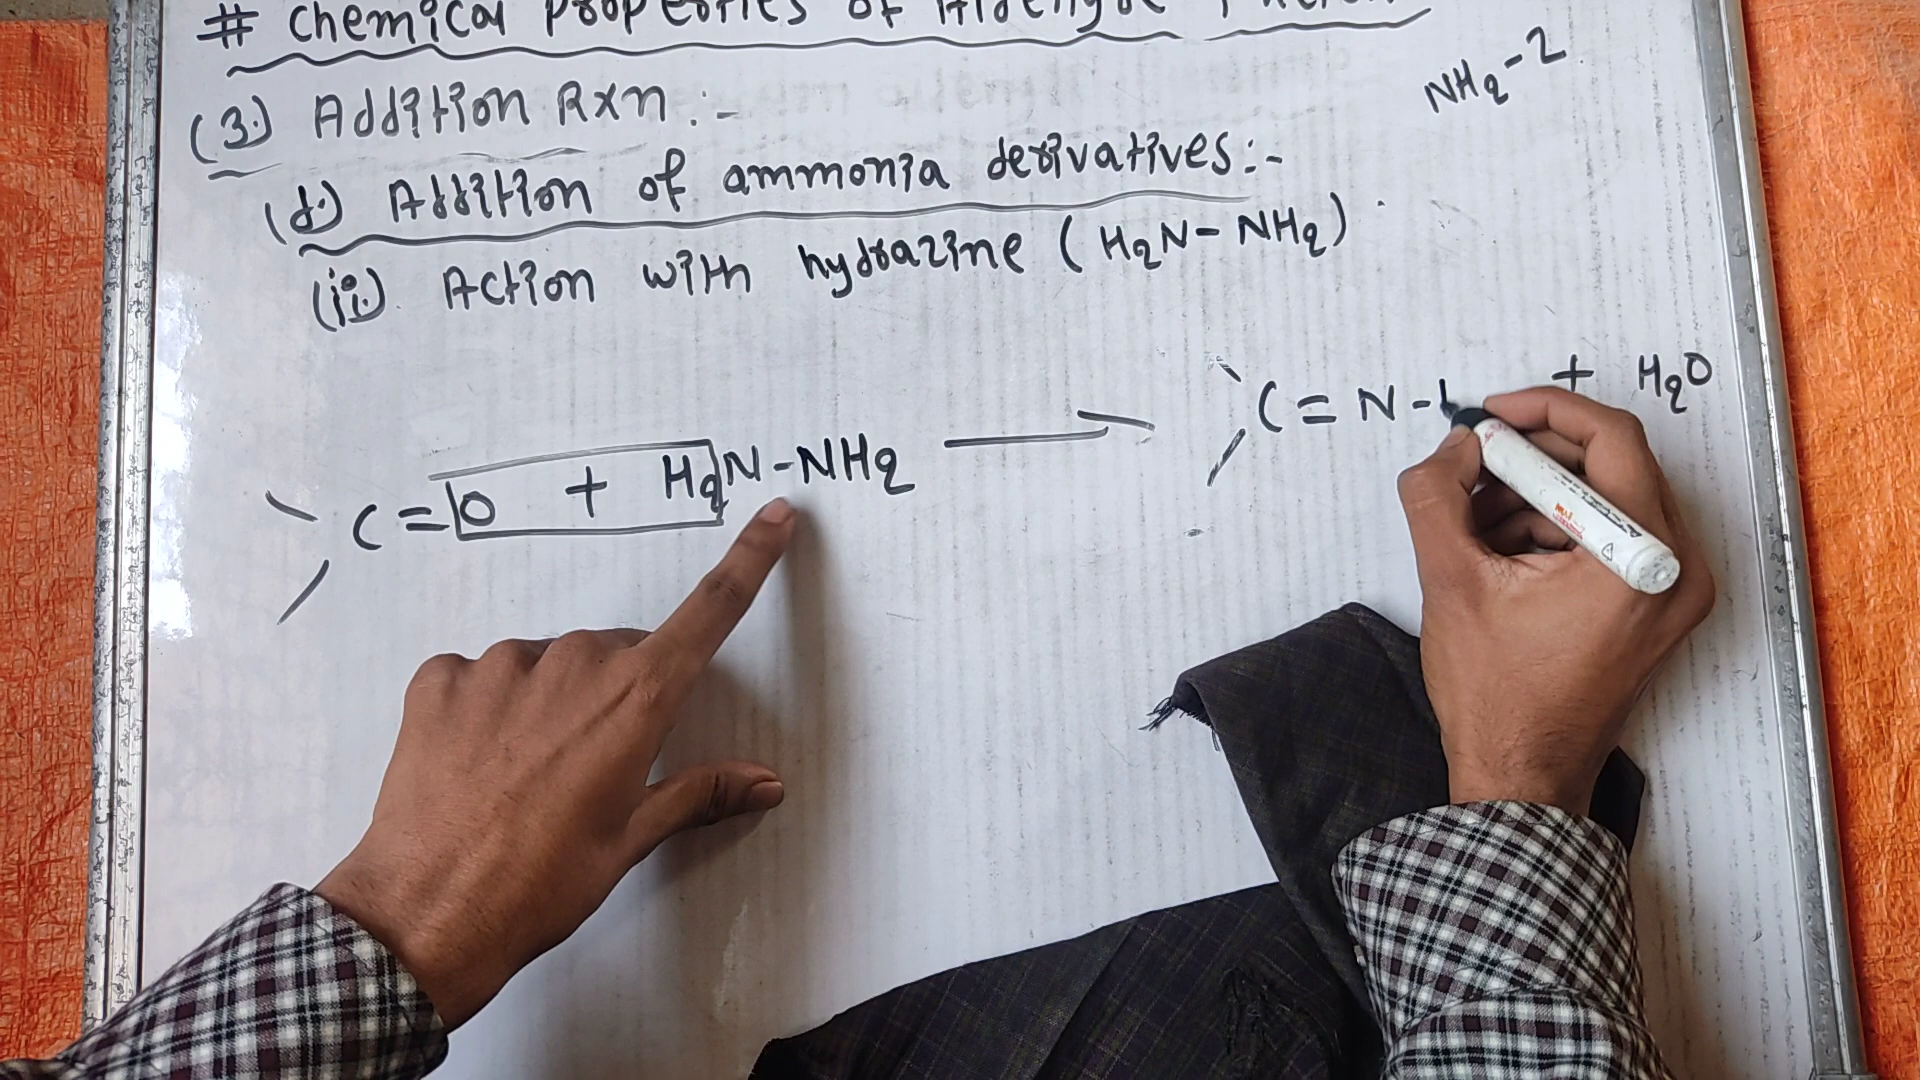 # Chemical Properties of Aldehyde
NH2-Z
(3.) Addition Rxn :-
(d.) Addition of ammonia derivatives:-
(ii.) Action with hydrazine ( H2N- NH2)
C = N - + H2O
C = O + H2N-NH2